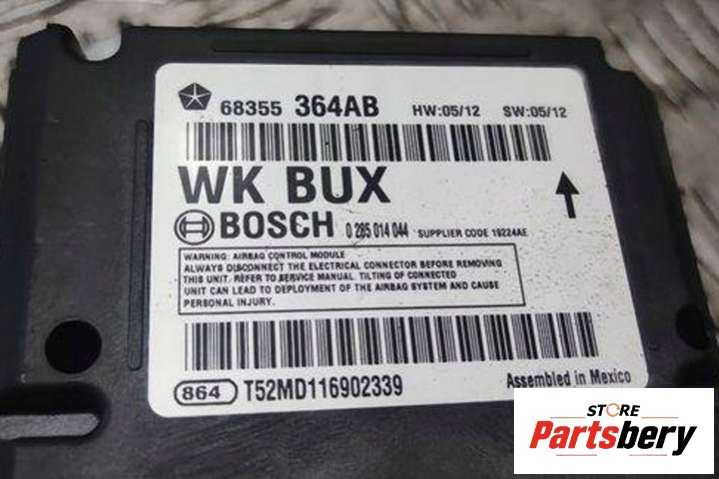 68355 364AB HW:05/12 SW:05/12
WK BUX
BOSCH 0 285 014 044 SUPPLIER CODE 19224AE
WARNING: AIRBAG CONTROL MODULE
ALWAYS DISCONNECT THE ELECTRICAL CONNECTOR BEFORE REMOVING
THIS UNIT. REFER TO SERVICE MANUAL. TILTING OF CONNECTED
UNIT CAN LEAD TO DEPLOYMENT OF THE AIRBAG SYSTEM AND CAUSE
PERSONAL INJURY.
864 T52MD116902339 Assembled in Mexico
STORE
Partsbery